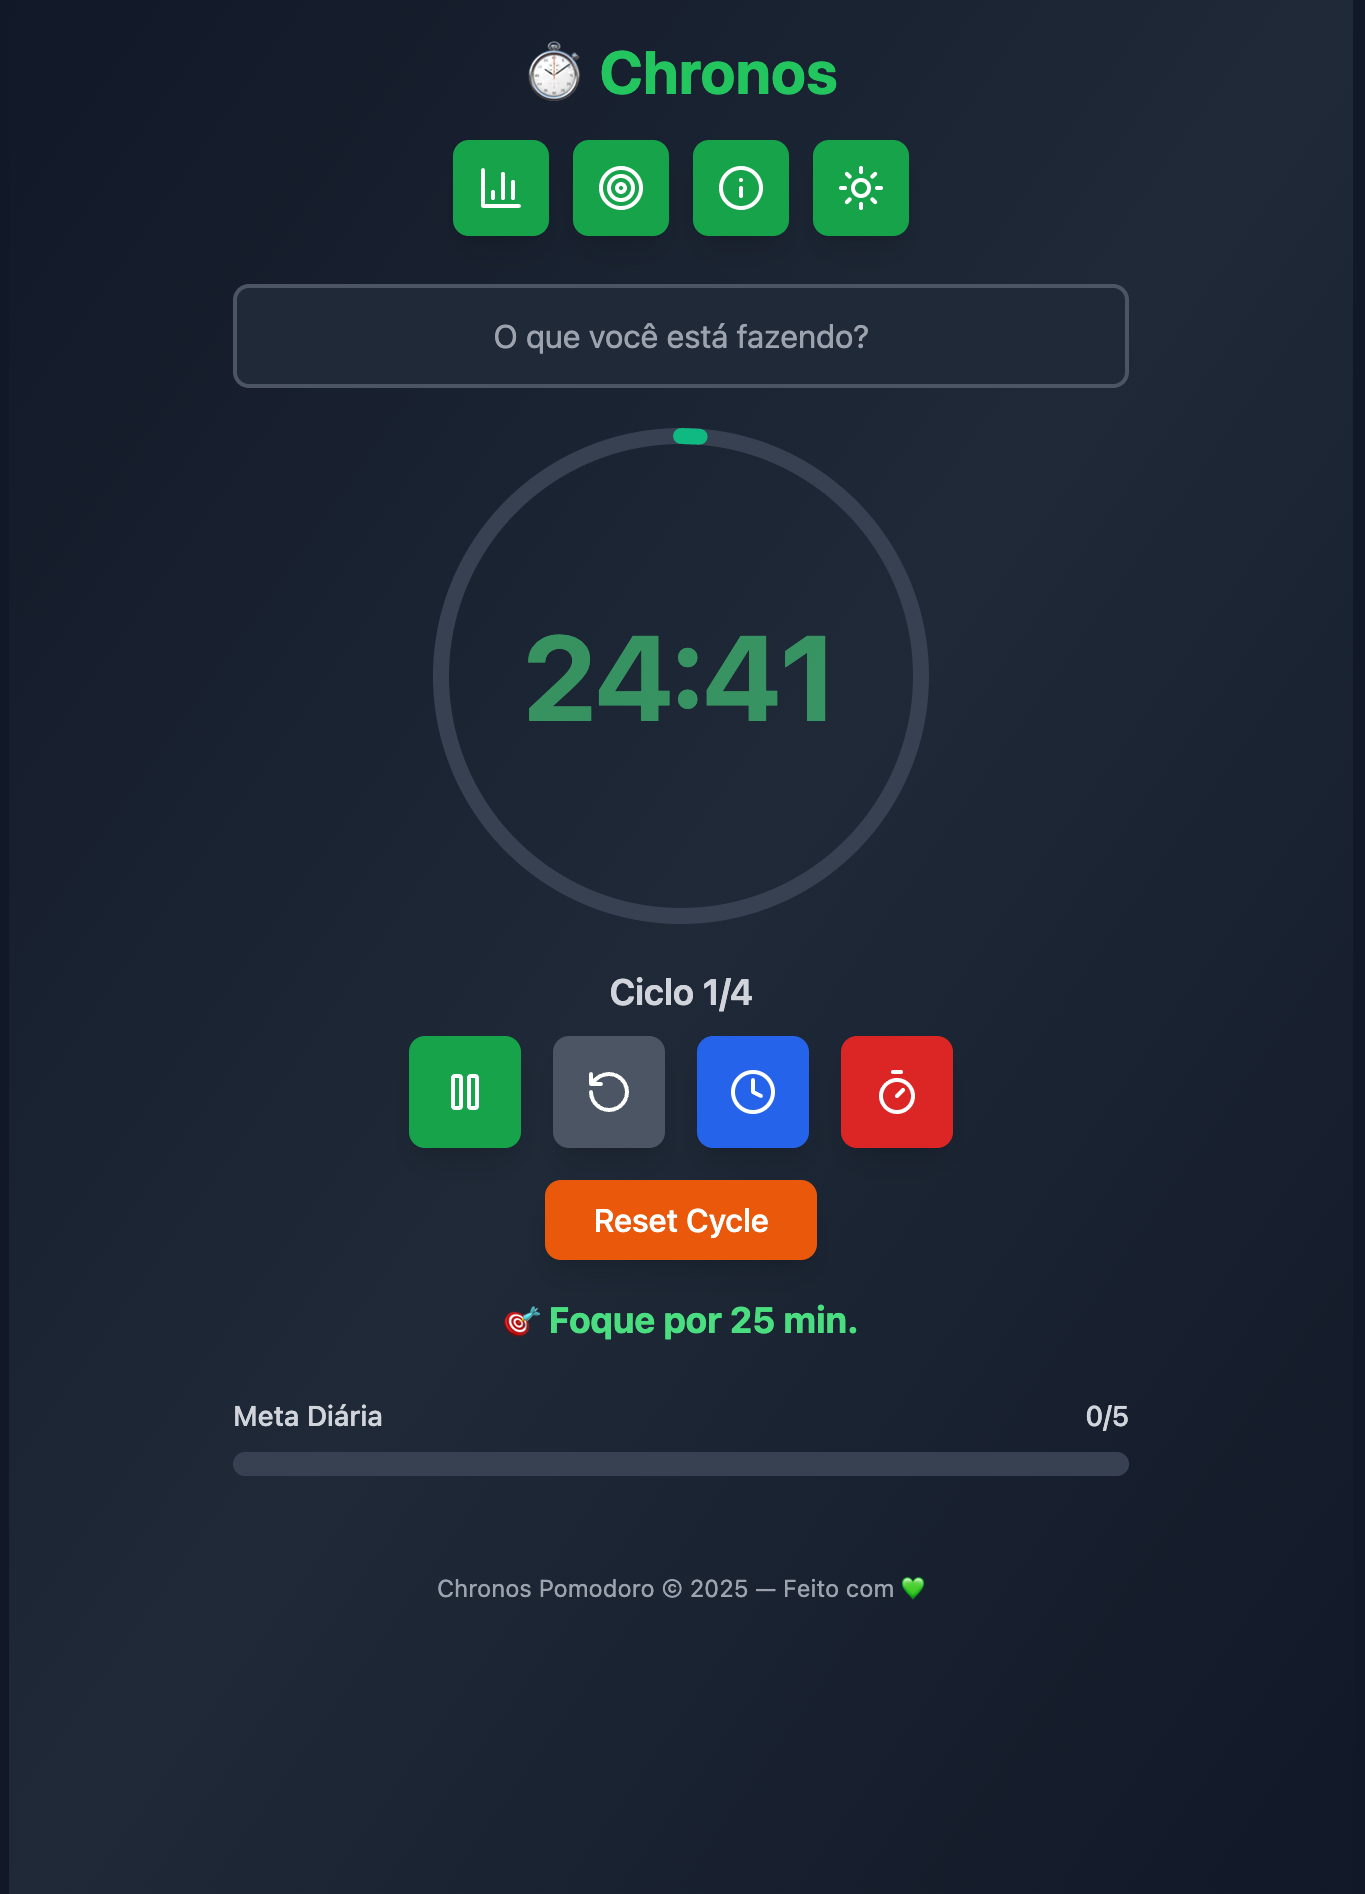 Chronos
O que você está fazendo?
24:41
Ciclo 1/4
Reset Cycle
🎯 Foque por 25 min.
Meta Diária 0/5
Chronos Pomodoro © 2025 — Feito com 💚